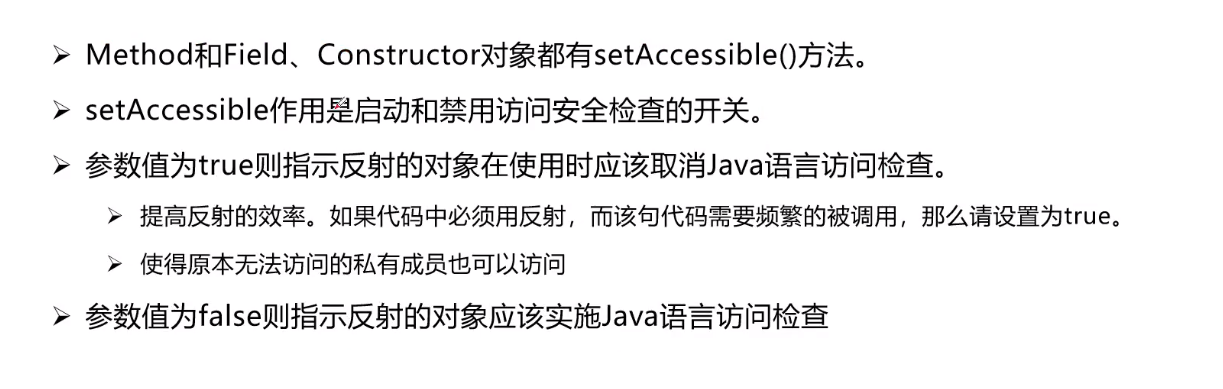 Method和Field、Constructor对象都有setAccessible()方法。
setAccessible作用是启动和禁用访问安全检查的开关。
参数值为true则指示反射的对象在使用时应该取消Java语言访问检查。
提高反射的效率。如果代码中必须用反射，而该句代码需要频繁的被调用，那么请设置为true。
使得原本无法访问的私有成员也可以访问
参数值为false则指示反射的对象应该实施Java语言访问检查